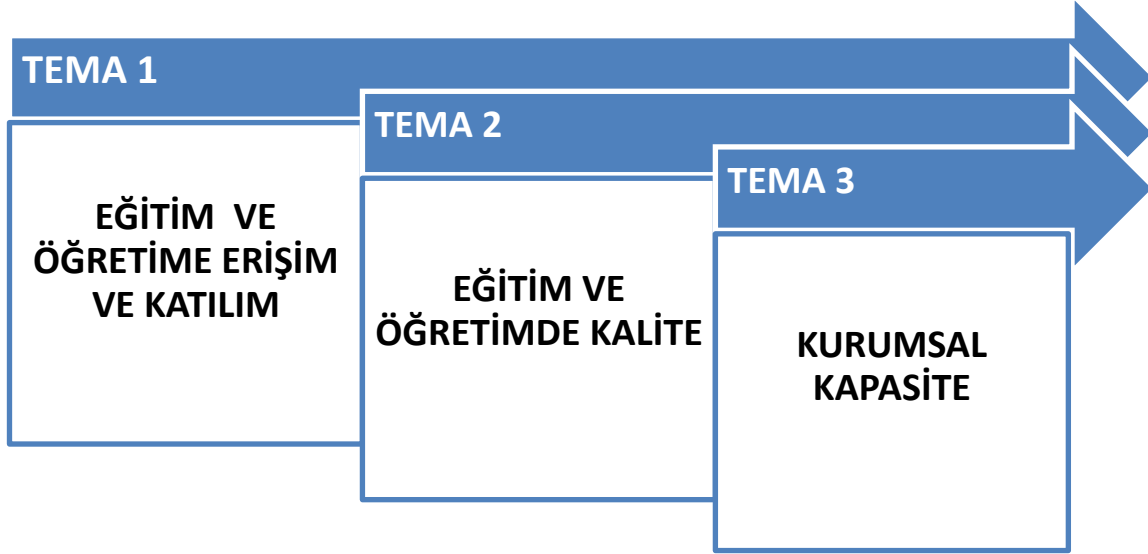 TEMA 1
EĞİTİM VE
ÖĞRETİME ERİŞİM
VE KATILIM
TEMA 2
EĞİTİM VE
ÖĞRETİMDE KALİTE
TEMA 3
KURUMSAL
KAPASİTE